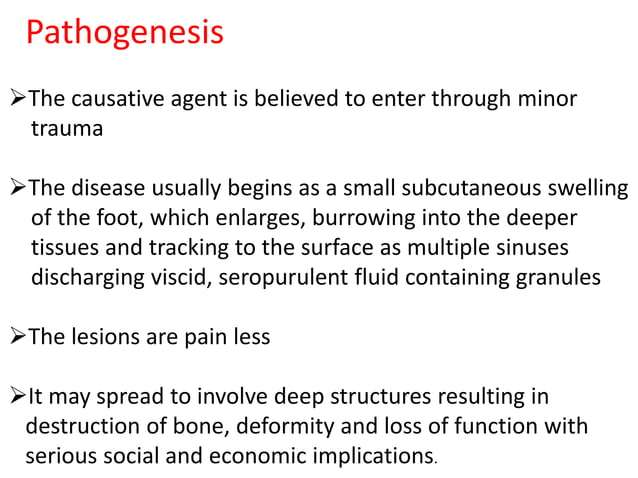 Pathogenesis
➢The causative agent is believed to enter through minor
trauma
➢The disease usually begins as a small subcutaneous swelling
of the foot, which enlarges, burrowing into the deeper
tissues and tracking to the surface as multiple sinuses
discharging viscid, seropurulent fluid containing granules
➢The lesions are pain less
➢It may spread to involve deep structures resulting in
destruction of bone, deformity and loss of function with
serious social and economic implications.